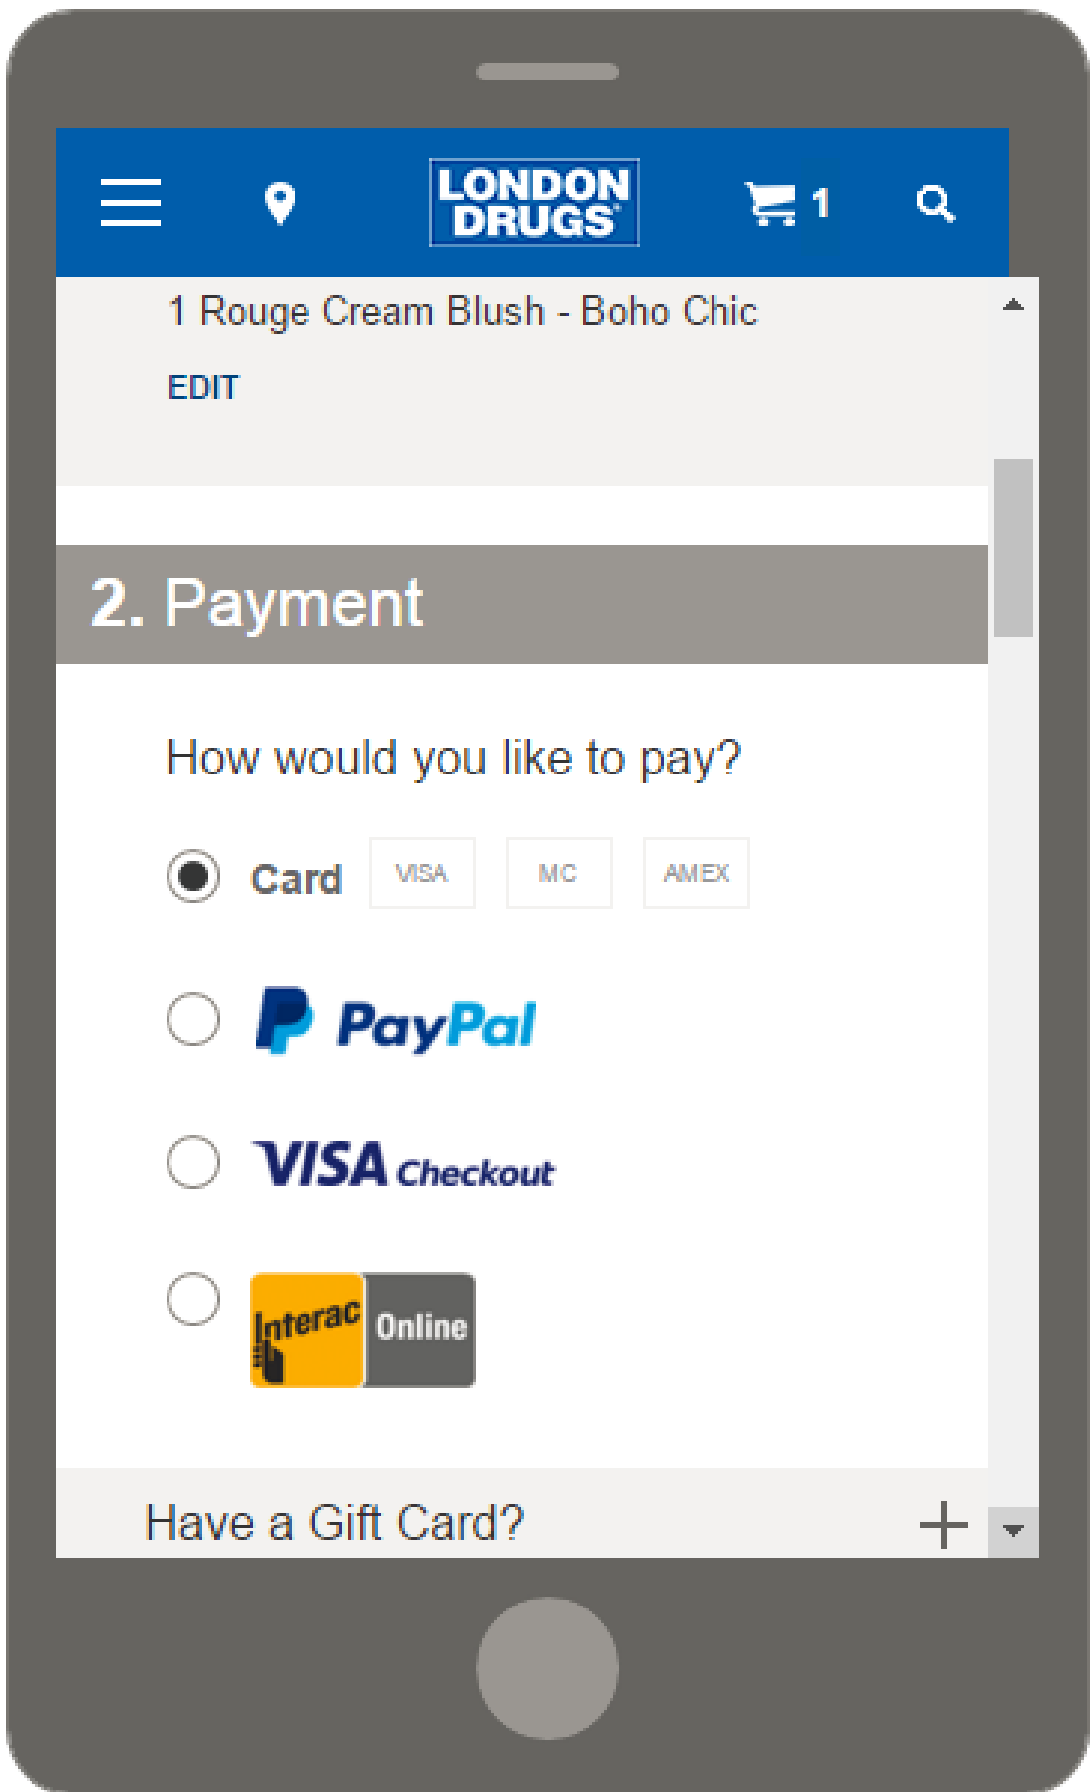 LONDON
DRUGS
1
1 Rouge Cream Blush - Boho Chic
EDIT
2. Payment
How would you like to pay?
Card VISA MC AMEX
P PayPal
VISA Checkout
Interac Online
Have a Gift Card?